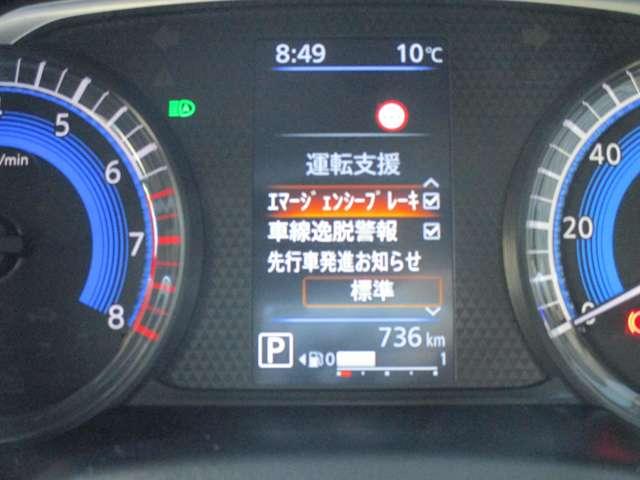 8:49 10℃
運転支援
ｴﾏｰｼﾞｪﾝｼｰﾌﾞﾚｰｷ
車線逸脱警報
先行車発進お知らせ
標準
736 km
P 0 1
5
6
7
8
/min
40
20
0